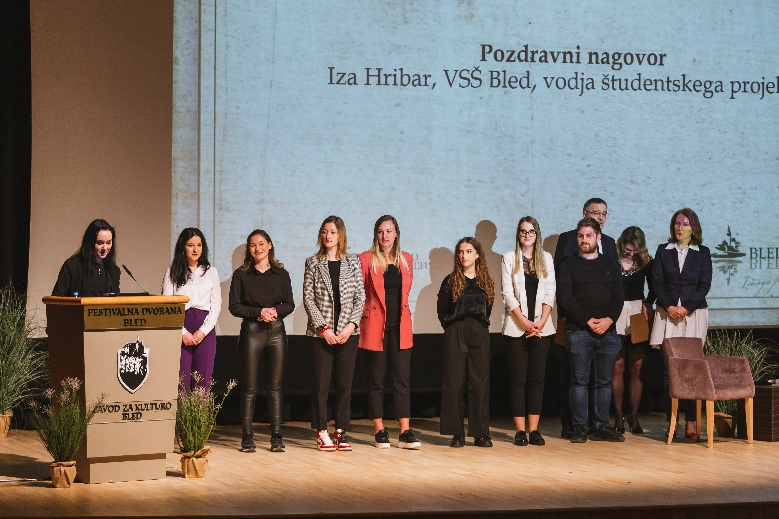 Pozdravni nagovor
Iza Hribar, VSŠ Bled, vodja študentskega projek
BLED
FESTIVALNA DVORANA
BLED
ZAVOD ZA KULTURO
BLED